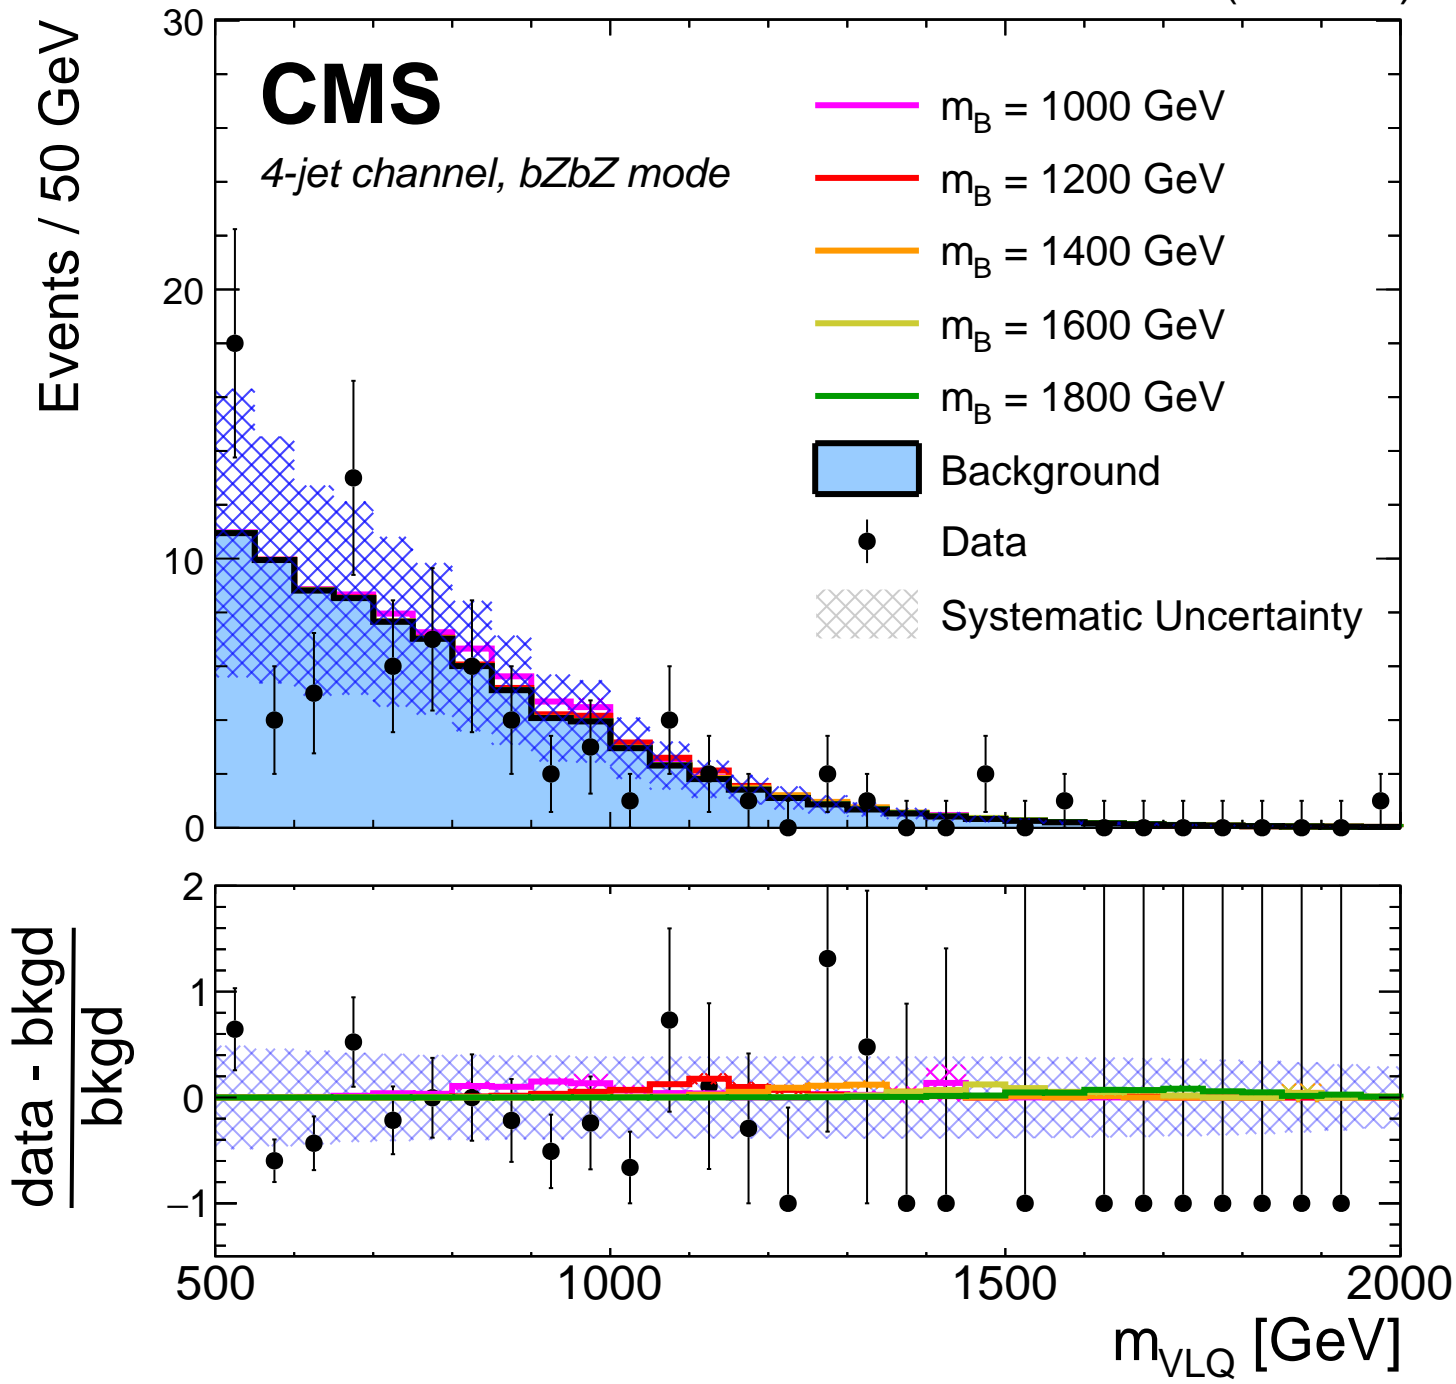 CMS
4-jet channel, bZbZ mode
Events / 50 GeV
30
20
10
0
m_B = 1000 GeV
m_B = 1200 GeV
m_B = 1400 GeV
m_B = 1600 GeV
m_B = 1800 GeV
Background
Data
Systematic Uncertainty
data - bkgd
bkgd
2
1
0
−1
500 1000 1500 2000
m_VLQ [GeV]